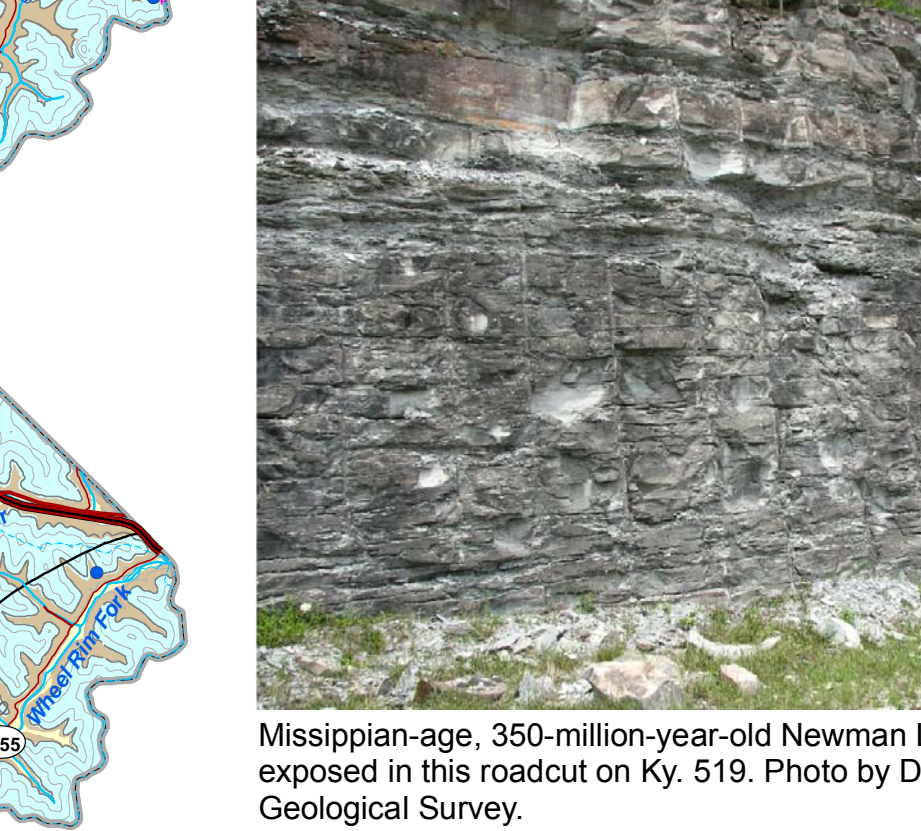 Wheel Rim Fork
55
Missippian-age, 350-million-year-old Newman
exposed in this roadcut on Ky. 519. Photo by
Geological Survey.